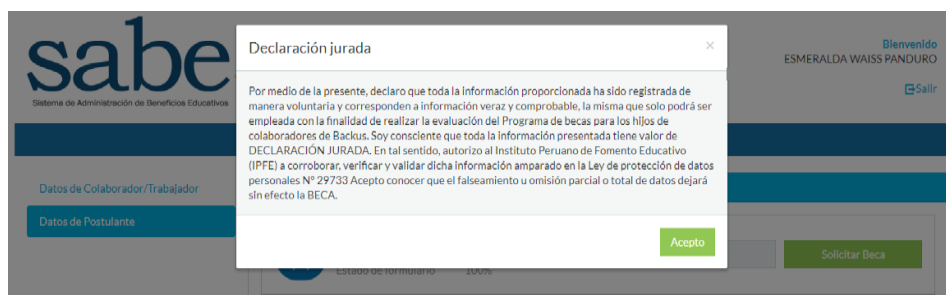 sabe
Sistema de Administración de Beneficios Educativos
Bienvenido
ESMERALDA WAISS PANDURO
Salir
Datos de Colaborador/Trabajador
Datos de Postulante
Declaración jurada
×
Por medio de la presente, declaro que toda la información proporcionada ha sido registrada de
manera voluntaria y corresponden a información veraz y comprobable, la misma que solo podrá ser
empleada con la finalidad de realizar la evaluación del Programa de becas para los hijos de
colaboradores de Backus. Soy consciente que toda la información presentada tiene valor de
DECLARACIÓN JURADA. En tal sentido, autorizo al Instituto Peruano de Fomento Educativo
(IPFE) a corroborar, verificar y validar dicha información amparado en la Ley de protección de datos
personales Nº 29733 Acepto conocer que el falseamiento u omisión parcial o total de datos dejará
sin efecto la BECA.
Acepto
Estado de formulario 100%
Solicitar Beca